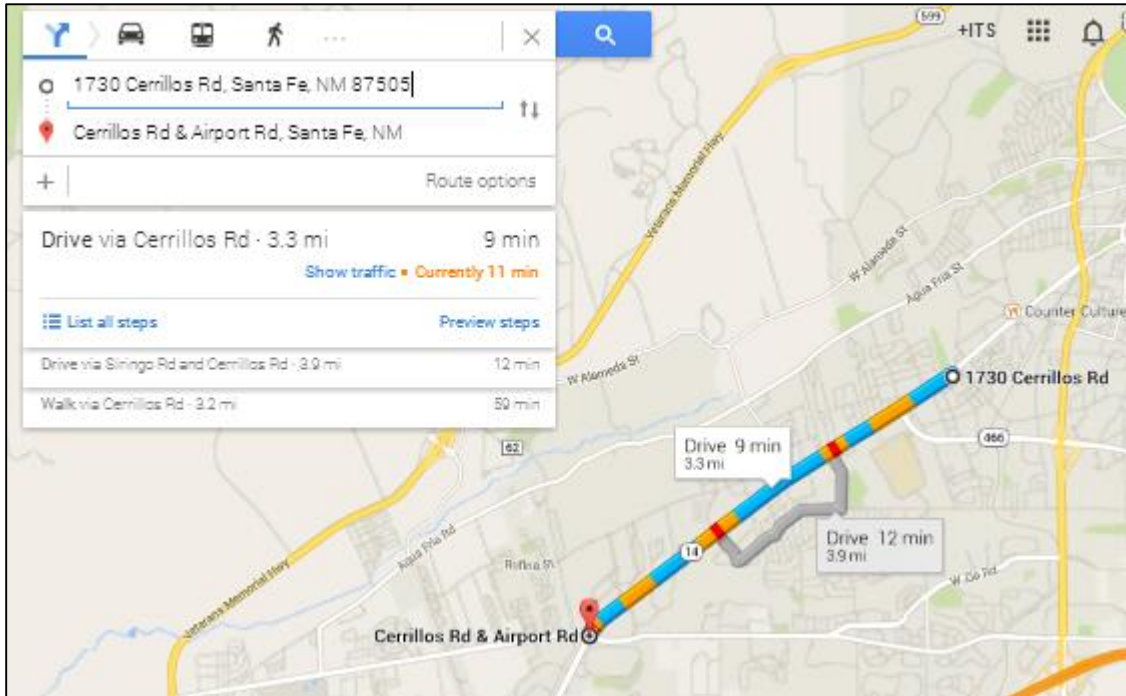 ...
1730 Cerrillos Rd, Santa Fe, NM 87505
Cerrillos Rd & Airport Rd, Santa Fe, NM
+
Route options
Drive via Cerrillos Rd · 3.3 mi 9 min
Show traffic • Currently 11 min
List all steps Preview steps
Drive via Siringo Rd and Cerrillos Rd · 3.9 mi 12 min
Walk via Cerrillos Rd · 3.2 mi 59 min
599
+ITS
Veterans Memorial Hwy
W Alameda St
Agua Fria St
Counter Culture
W Alameda St
1730 Cerrillos Rd
466
62
Drive 9 min
3.3 mi
Drive 12 min
3.9 mi
14
Agua Fria Rd
Rufina St
Veterans Memorial Hwy
Cerrillos Rd & Airport Rd